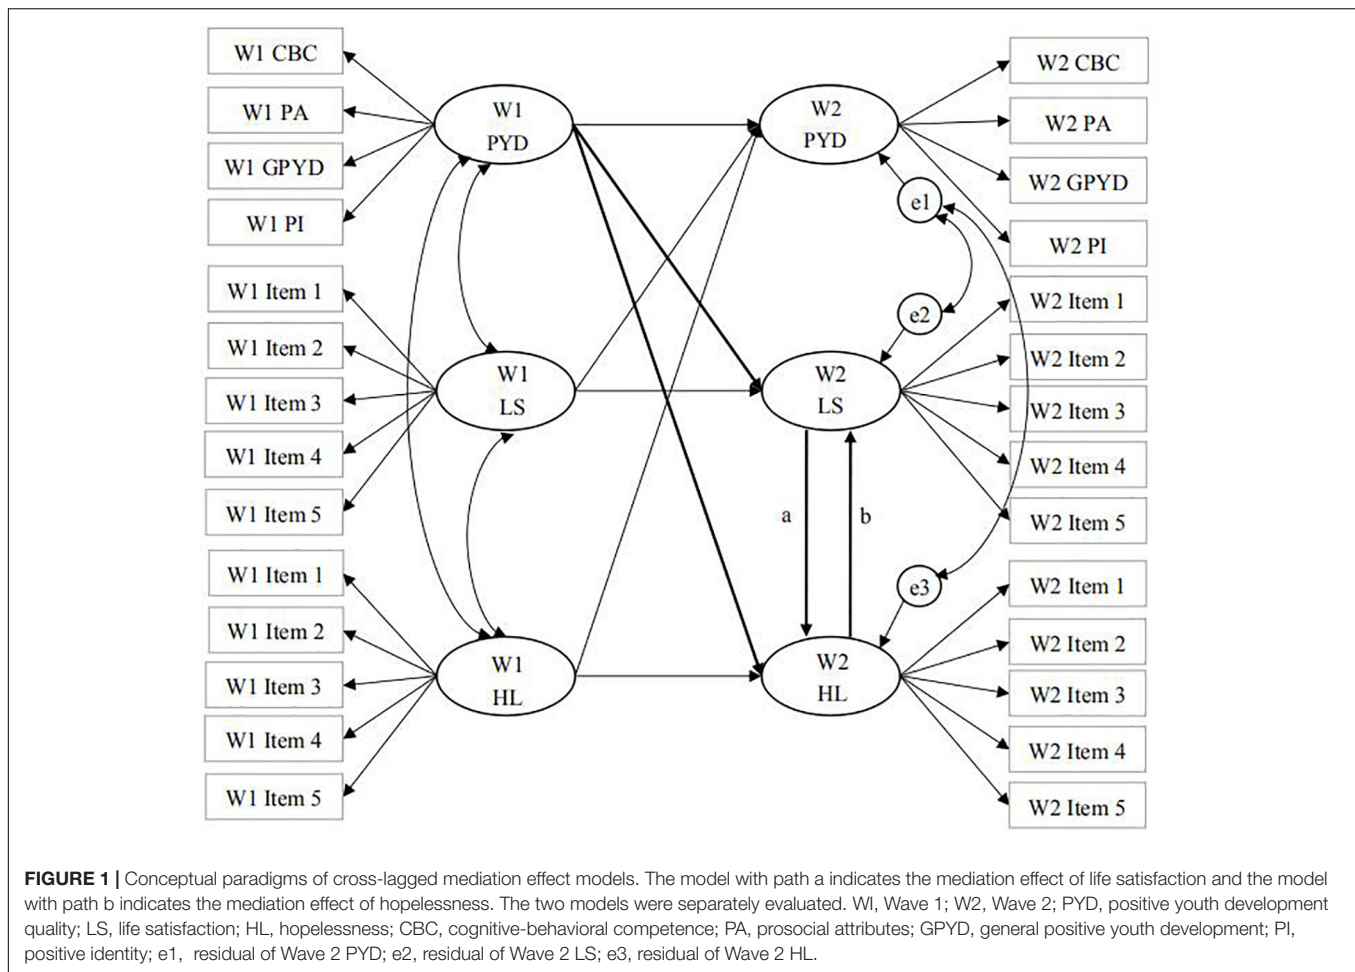 W1 CBC
W1 PA
W1 GPYD
W1 PI
W1 Item 1
W1 Item 2
W1 Item 3
W1 Item 4
W1 Item 5
W1 Item 1
W1 Item 2
W1 Item 3
W1 Item 4
W1 Item 5
W1
PYD
W1
LS
W1
HL
W2
PYD
W2
LS
W2
HL
e1
e2
e3
a
b
W2 CBC
W2 PA
W2 GPYD
W2 PI
W2 Item 1
W2 Item 2
W2 Item 3
W2 Item 4
W2 Item 5
W2 Item 1
W2 Item 2
W2 Item 3
W2 Item 4
W2 Item 5
FIGURE 1 | Conceptual paradigms of cross-lagged mediation effect models. The model with path a indicates the mediation effect of life satisfaction and the model
with path b indicates the mediation effect of hopelessness. The two models were separately evaluated. WI, Wave 1; W2, Wave 2; PYD, positive youth development
quality; LS, life satisfaction; HL, hopelessness; CBC, cognitive-behavioral competence; PA, prosocial attributes; GPYD, general positive youth development; PI,
positive identity; e1, residual of Wave 2 PYD; e2, residual of Wave 2 LS; e3, residual of Wave 2 HL.